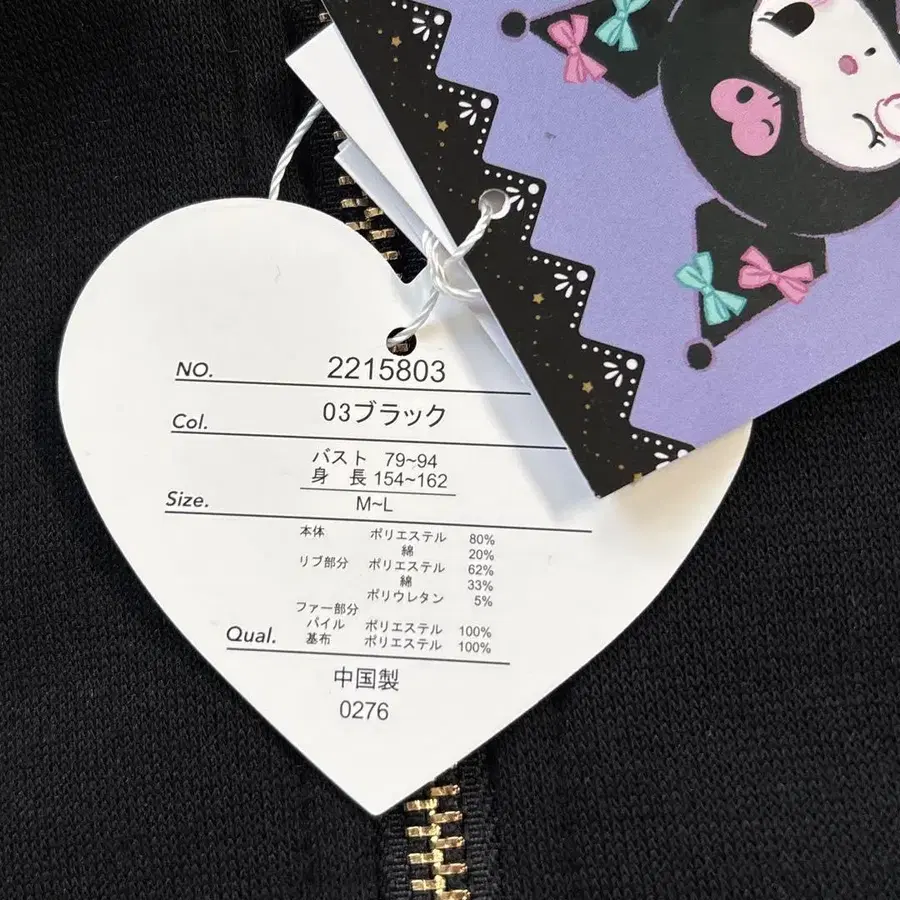 NO. 2215803
Col. 03ブラック
バスト 79~94
身 長 154~162
Size. M~L
本体 ポリエステル 80%
綿 20%
リブ部分 ポリエステル 62%
綿 33%
ポリウレタン 5%
ファー部分
パイル ポリエステル 100%
基布 ポリエステル 100%
Qual.
中国製
0276